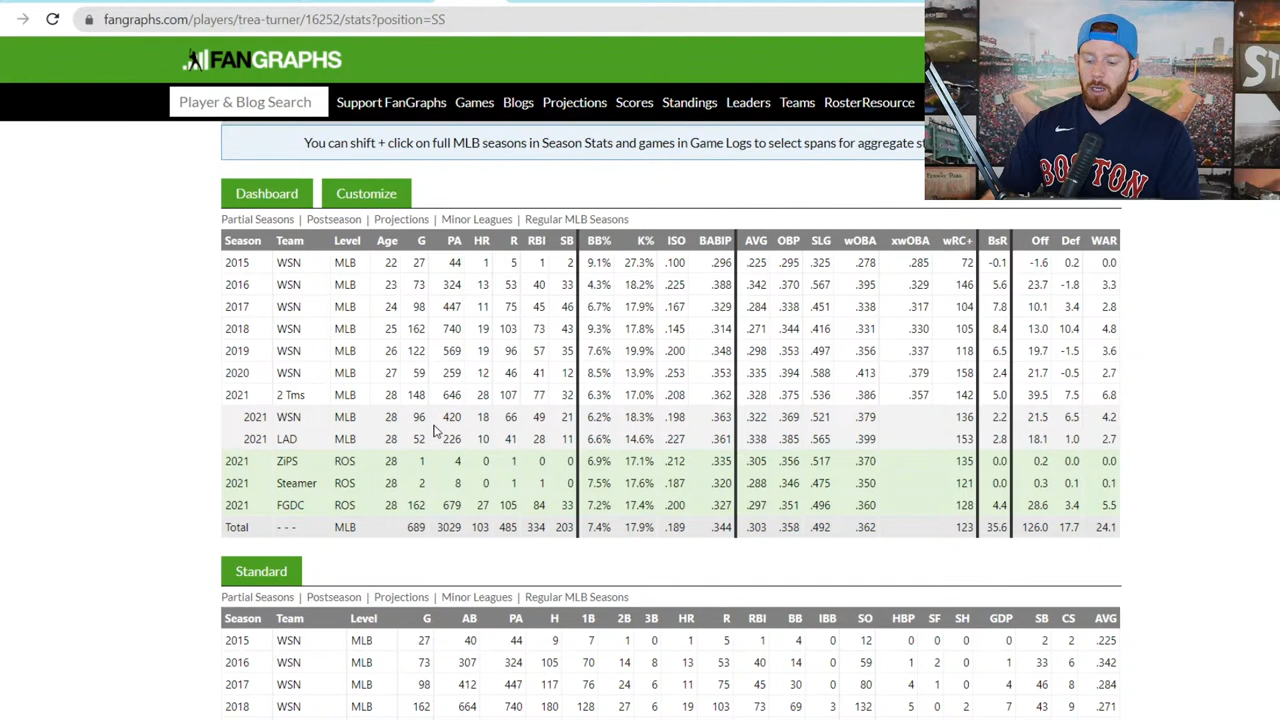 fangraphs.com/players/trea-turner/16252/stats?position=SS
FANGRAPHS
Player & Blog Search Support FanGraphs Games Blogs Projections Scores Standings Leaders Teams RosterResource
You can shift + click on full MLB seasons in Season Stats and games in Game Logs to select spans for aggregate
BOSTON
Dashboard Customize
Partial Seasons | Postseason | Projections | Minor Leagues | Regular MLB Seasons
Season Team Level Age G PA HR R RBI SB BB% K% ISO BABIP AVG OBP SLG wOBA xwOBA wRC+ BsR Off Def WAR
2015 WSN MLB 22 27 44 1 5 1 2 9.1% 27.3% .100 .296 .225 .295 .325 .278 .285 72 -0.1 -1.6 0.2 0.0
2016 WSN MLB 23 73 324 13 53 40 33 4.3% 18.2% .225 .388 .342 .370 .567 .395 .329 146 5.6 23.7 -1.8 3.3
2017 WSN MLB 24 98 447 11 75 45 46 6.7% 17.9% .167 .329 .284 .338 .451 .338 .317 104 7.8 10.1 3.4 2.8
2018 WSN MLB 25 162 740 19 103 73 43 9.3% 17.8% .145 .314 .271 .344 .416 .331 .330 105 8.4 13.0 10.4 4.8
2019 WSN MLB 26 122 569 19 96 57 35 7.6% 19.9% .200 .348 .298 .353 .497 .356 .337 118 6.5 19.7 -1.5 3.6
2020 WSN MLB 27 59 259 12 46 41 12 8.5% 13.9% .253 .353 .335 .394 .588 .413 .379 158 2.4 21.7 -0.5 2.7
2021 2 Tms MLB 28 148 646 28 107 77 32 6.3% 17.0% .208 .362 .328 .375 .536 .386 .357 142 5.0 39.5 7.5 6.8
2021 WSN MLB 28 96 420 18 66 49 21 6.2% 18.3% .198 .363 .322 .369 .521 .379 136 2.2 21.5 6.5 4.2
2021 LAD MLB 28 52 226 10 41 28 11 6.6% 14.6% .227 .361 .338 .385 .565 .399 153 2.8 18.1 1.0 2.7
2021 ZiPS ROS 28 1 4 0 1 0 0 6.9% 17.1% .212 .335 .305 .356 .517 .370 135 0.0 0.2 0.0 0.0
2021 Steamer ROS 28 2 8 0 1 1 0 7.5% 17.6% .187 .320 .288 .346 .475 .350 121 0.0 0.3 0.1 0.1
2021 FGDC ROS 28 162 679 27 105 84 33 7.2% 17.4% .200 .327 .297 .351 .496 .360 128 4.4 28.6 3.4 5.5
Total - - - MLB 689 3029 103 485 334 203 7.4% 17.9% .189 .344 .303 .358 .492 .362 123 35.6 126.0 17.7 24.1
Standard
Partial Seasons | Postseason | Projections | Minor Leagues | Regular MLB Seasons
Season Team Level G AB PA H 1B 2B 3B HR R RBI BB IBB SO HBP SF SH GDP SB CS AVG
2015 WSN MLB 27 40 44 9 7 1 0 1 5 1 4 0 12 0 0 0 0 2 2 .225
2016 WSN MLB 73 307 324 105 70 14 8 13 53 40 14 0 59 1 2 0 1 33 6 .342
2017 WSN MLB 98 412 447 117 76 24 6 11 75 45 30 0 80 4 1 0 4 46 8 .284
2018 WSN MLB 162 664 740 180 128 27 6 19 103 73 69 3 132 5 0 2 7 43 9 .271